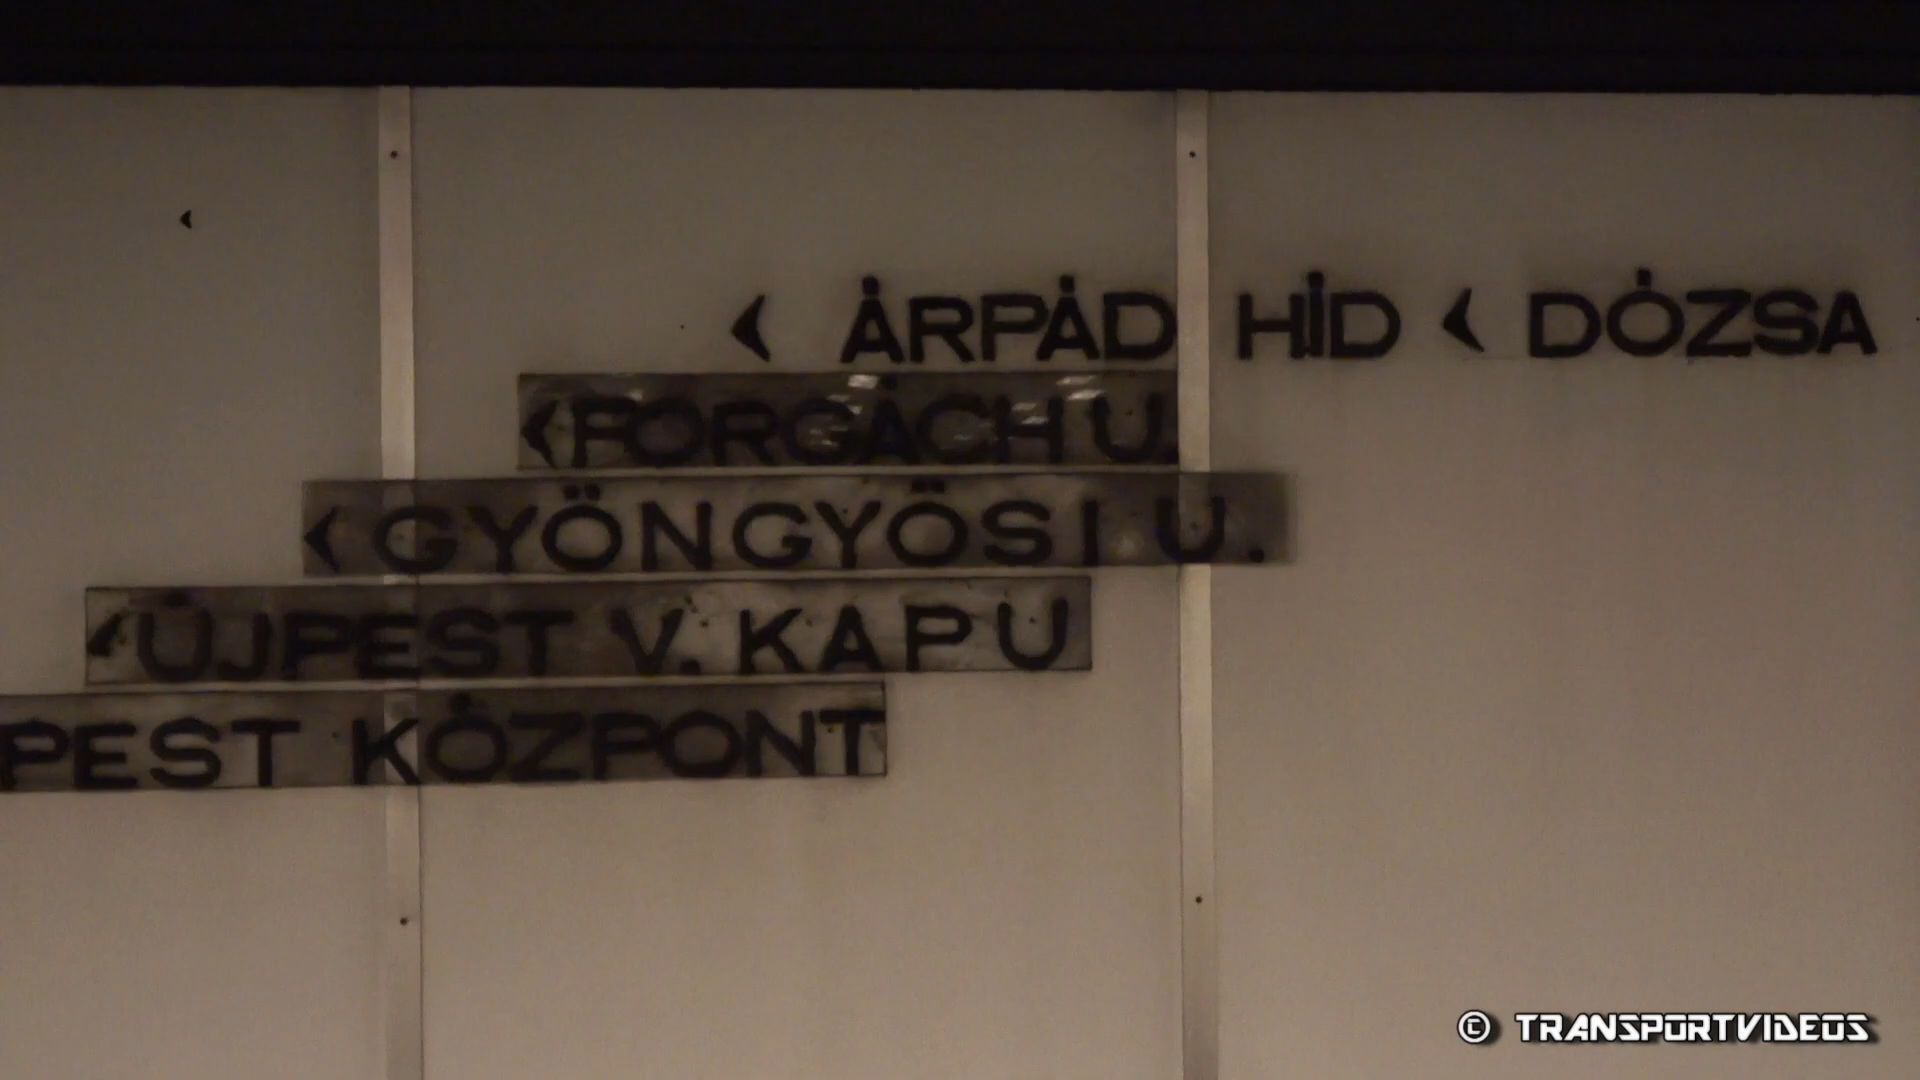 < ÁRPÁD HÍD < DÓZSA
< FORGÁCH U.
< GYÖNGYÖSI U.
< ÚJPEST V. KAPU
PEST KÖZPONT
© TRANSPORTVIDEOS